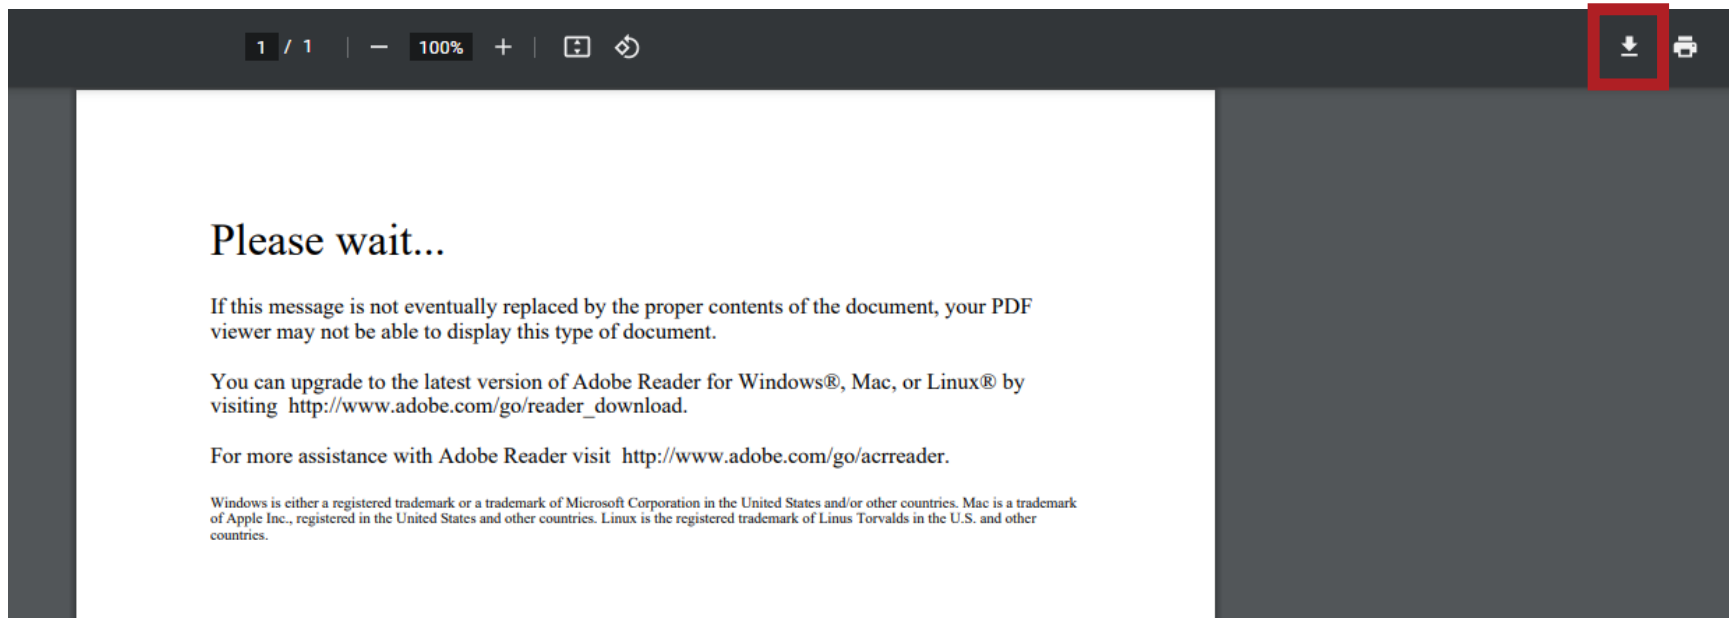 1 / 1 100%
Please wait...
If this message is not eventually replaced by the proper contents of the document, your PDF
viewer may not be able to display this type of document.
You can upgrade to the latest version of Adobe Reader for Windows®, Mac, or Linux® by
visiting  http://www.adobe.com/go/reader_download.
For more assistance with Adobe Reader visit  http://www.adobe.com/go/acrreader.
Windows is either a registered trademark or a trademark of Microsoft Corporation in the United States and/or other countries. Mac is a trademark
of Apple Inc., registered in the United States and other countries. Linux is the registered trademark of Linus Torvalds in the U.S. and other
countries.